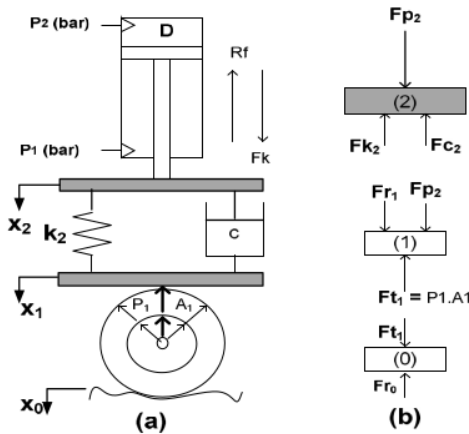 P2 (bar)
D
Rf
P1 (bar)
Fk
x2
k2
C
x1
P1
A1
x0
(a)
Fp2
(2)
Fk2
Fc2
Fr1
Fp2
(1)
Ft1 = P1.A1
Ft1
(0)
Fr0
(b)